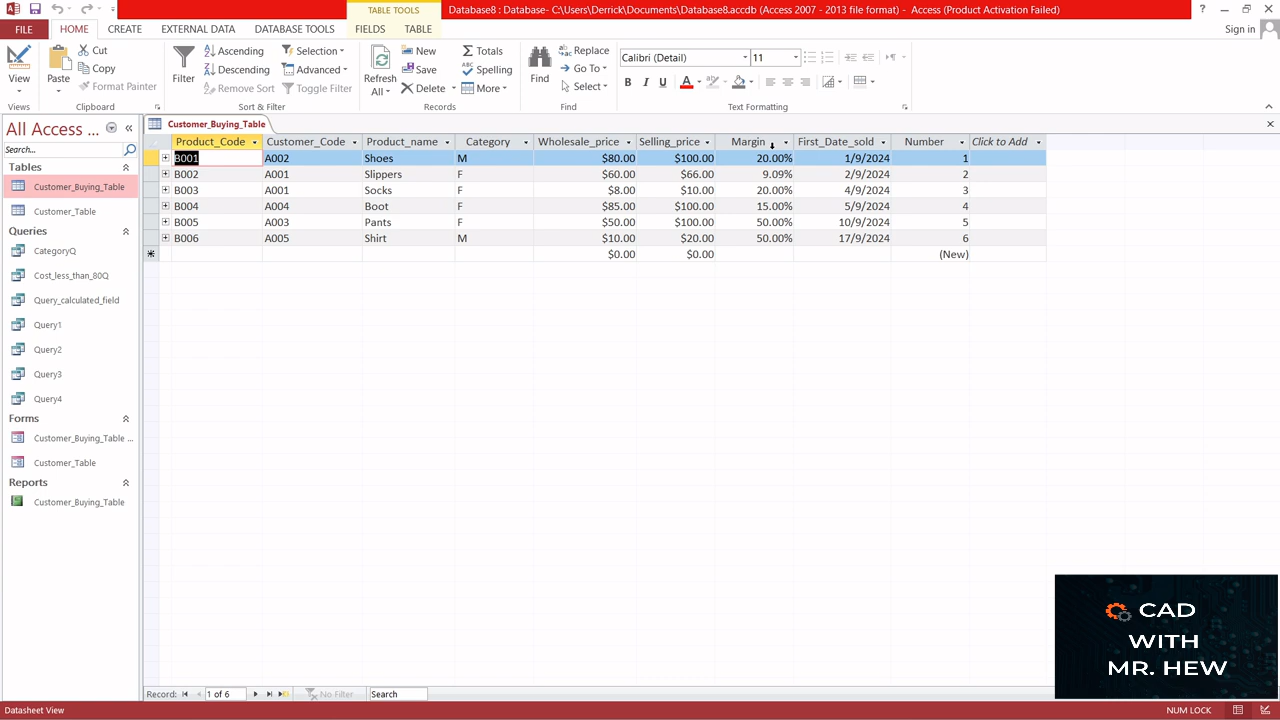 TABLE TOOLS
Database8 : Database- C:\Users\Derrick\Documents\Database8.accdb (Access 2007 - 2013 file format) - Access (Product Activation Failed)
FILE HOME CREATE EXTERNAL DATA DATABASE TOOLS FIELDS TABLE Sign in
View
Views
Paste
Cut
Copy
Format Painter
Clipboard
Filter
Ascending
Descending
Remove Sort
Selection
Advanced
Toggle Filter
Sort & Filter
Refresh
All
New
Save
Delete
Totals
Spelling
More
Records
Find
Replace
Go To
Select
Find
Calibri (Detail) 11
B I U A
Text Formatting
All Access ...
Search...
Tables
Customer_Buying_Table
Customer_Table
Queries
CategoryQ
Cost_less_than_80Q
Query_calculated_field
Query1
Query2
Query3
Query4
Forms
Customer_Buying_Table ...
Customer_Table
Reports
Customer_Buying_Table
Customer_Buying_Table
Product_Code Customer_Code Product_name Category Wholesale_price Selling_price Margin First_Date_sold Number Click to Add
B001 A002 Shoes M $80.00 $100.00 20.00% 1/9/2024 1
B002 A001 Slippers F $60.00 $66.00 9.09% 2/9/2024 2
B003 A001 Socks F $8.00 $10.00 20.00% 4/9/2024 3
B004 A004 Boot F $85.00 $100.00 15.00% 5/9/2024 4
B005 A003 Pants F $50.00 $100.00 50.00% 10/9/2024 5
B006 A005 Shirt M $10.00 $20.00 50.00% 17/9/2024 6
$0.00 $0.00 (New)
CAD
WITH
MR. HEW
Record: 1 of 6 No Filter Search
Datasheet View NUM LOCK